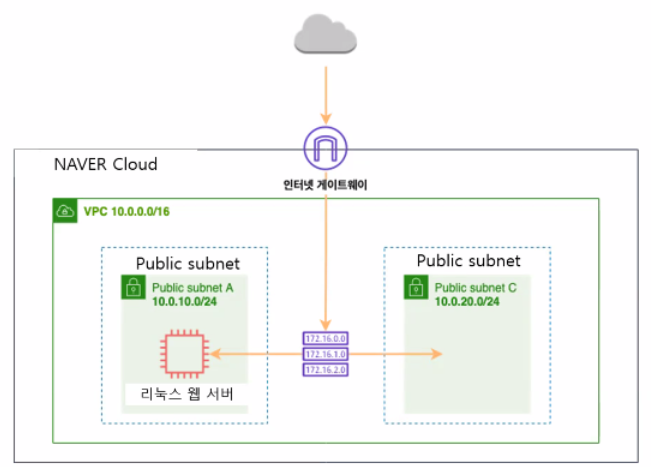 NAVER Cloud
인터넷 게이트웨이
VPC 10.0.0.0/16
Public subnet
Public subnet A
10.0.10.0/24
리눅스 웹 서버
172.16.0.0
172.16.1.0
172.16.2.0
Public subnet
Public subnet C
10.0.20.0/24